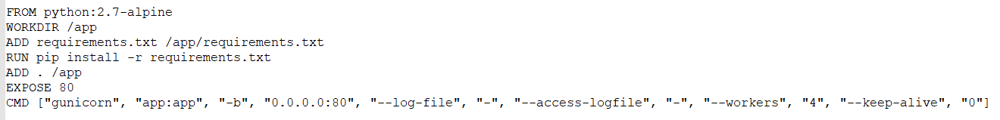 FROM python:2.7-alpine
WORKDIR /app
ADD requirements.txt /app/requirements.txt
RUN pip install -r requirements.txt
ADD . /app
EXPOSE 80
CMD ["gunicorn", "app:app", "-b", "0.0.0.0:80", "--log-file", "-", "--access-logfile", "-", "--workers", "4", "--keep-alive", "0"]